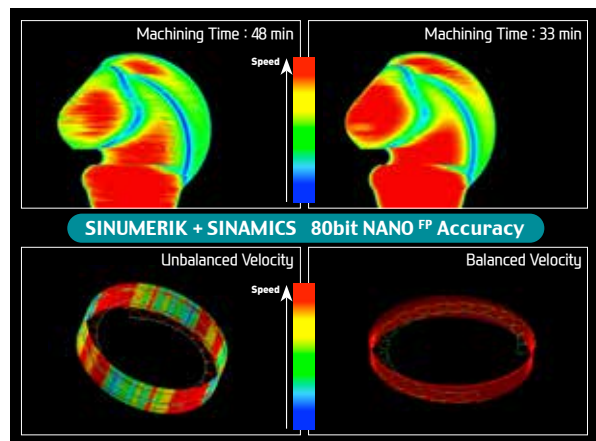 Machining Time : 48 min
Machining Time : 33 min
Speed
SINUMERIK + SINAMICS 80bit NANO FP Accuracy
Unbalanced Velocity
Balanced Velocity
Speed